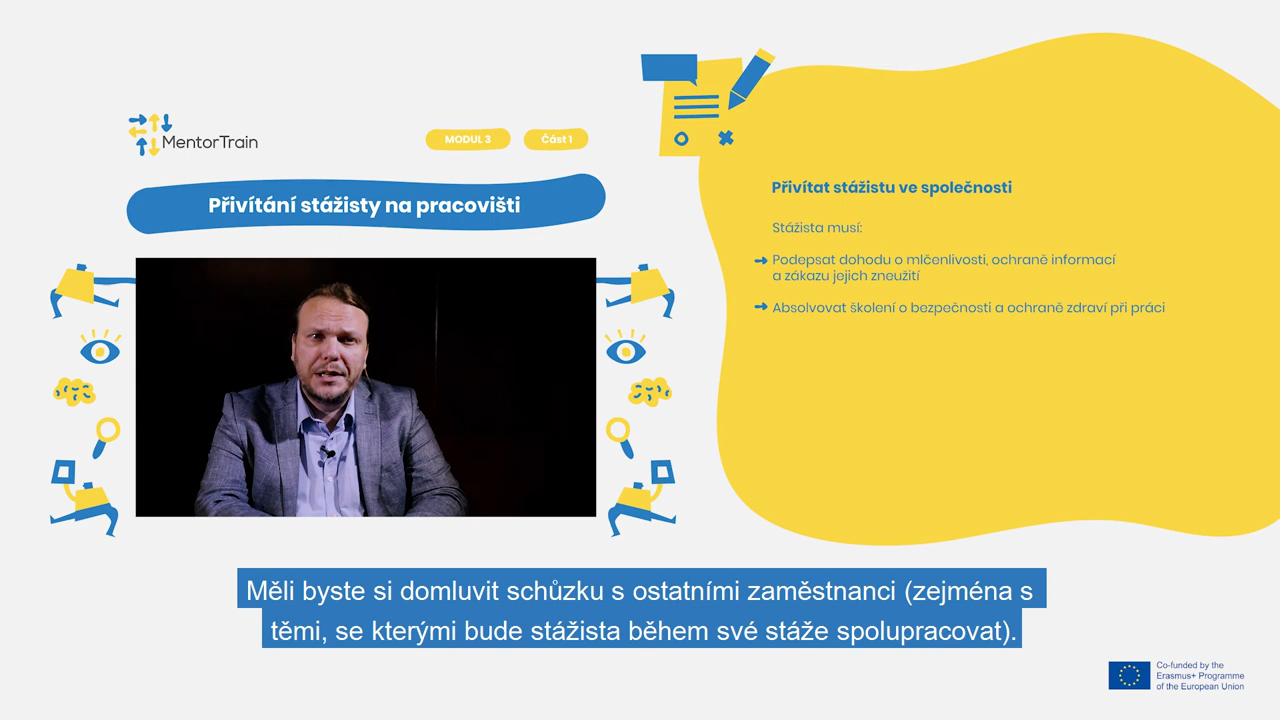 MentorTrain
MODUL 3
Část 1
Přivítání stážisty na pracovišti
Přivítat stážistu ve společnosti
Stážista musí:
Podepsat dohodu o mlčenlivosti, ochraně informací
a zákazu jejich zneužití
Absolvovat školení o bezpečnosti a ochraně zdraví při práci
Měli byste si domluvit schůzku s ostatními zaměstnanci (zejména s
těmi, se kterými bude stážista během své stáže spolupracovat).
Co-funded by the
Erasmus+ Programme
of the European Union